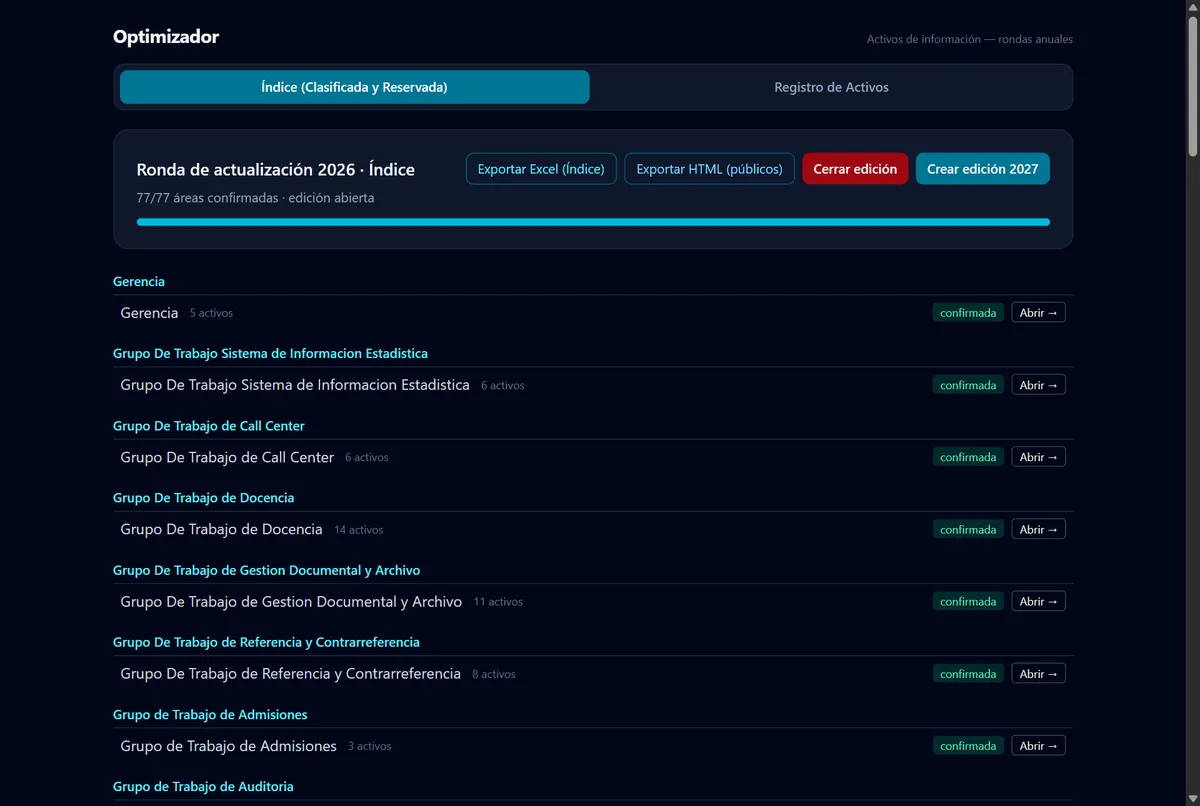 Optimizador
Activos de información — rondas anuales
Índice (Clasificada y Reservada)
Registro de Activos
Ronda de actualización 2026 · Índice
Exportar Excel (Índice)
Exportar HTML (públicos)
Cerrar edición
Crear edición 2027
77/77 áreas confirmadas · edición abierta
Gerencia
Gerencia 5 activos confirmada Abrir →
Grupo De Trabajo Sistema de Informacion Estadistica
Grupo De Trabajo Sistema de Informacion Estadistica 6 activos confirmada Abrir →
Grupo De Trabajo de Call Center
Grupo De Trabajo de Call Center 6 activos confirmada Abrir →
Grupo De Trabajo de Docencia
Grupo De Trabajo de Docencia 14 activos confirmada Abrir →
Grupo De Trabajo de Gestion Documental y Archivo
Grupo De Trabajo de Gestion Documental y Archivo 11 activos confirmada Abrir →
Grupo De Trabajo de Referencia y Contrarreferencia
Grupo De Trabajo de Referencia y Contrarreferencia 8 activos confirmada Abrir →
Grupo de Trabajo de Admisiones
Grupo de Trabajo de Admisiones 3 activos confirmada Abrir →
Grupo de Trabajo de Auditoria